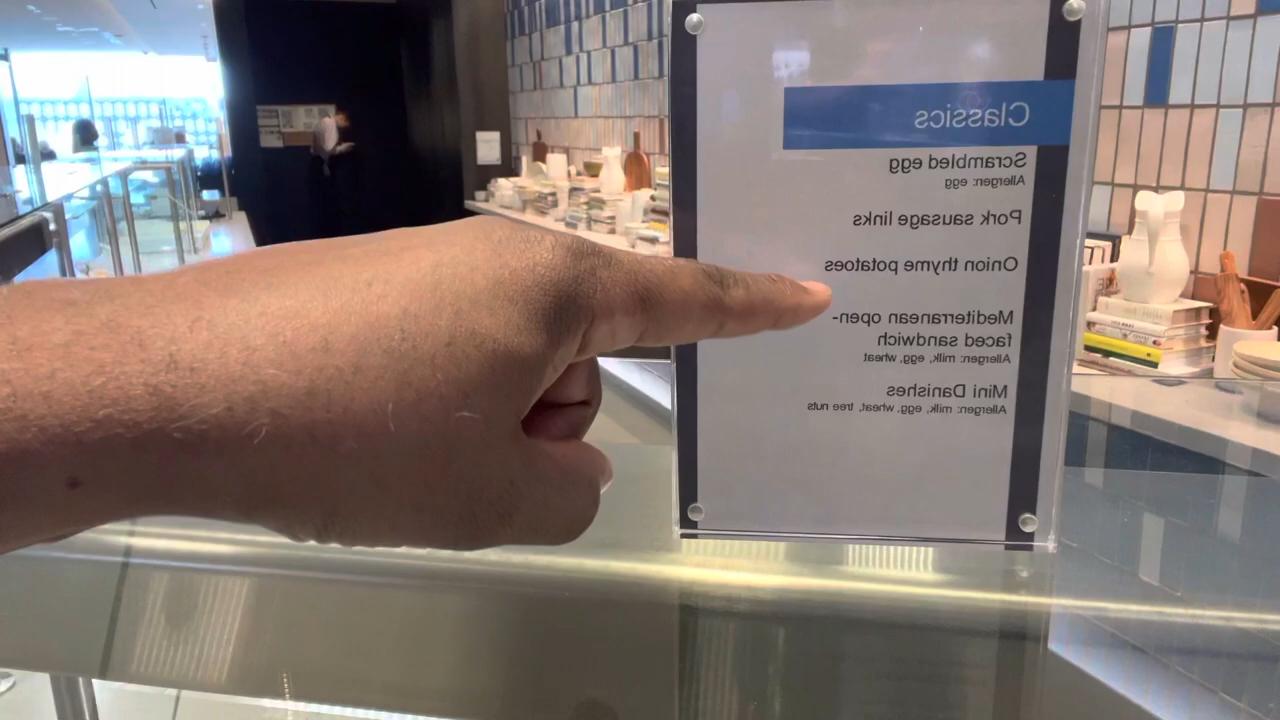 Classics
Scrambled egg
Allergen: egg
Pork sausage links
Onion thyme potatoes
Mediterranean open-
faced sandwich
Allergen: milk, egg, wheat
Mini Danishes
Allergen: milk, egg, wheat, tree nuts